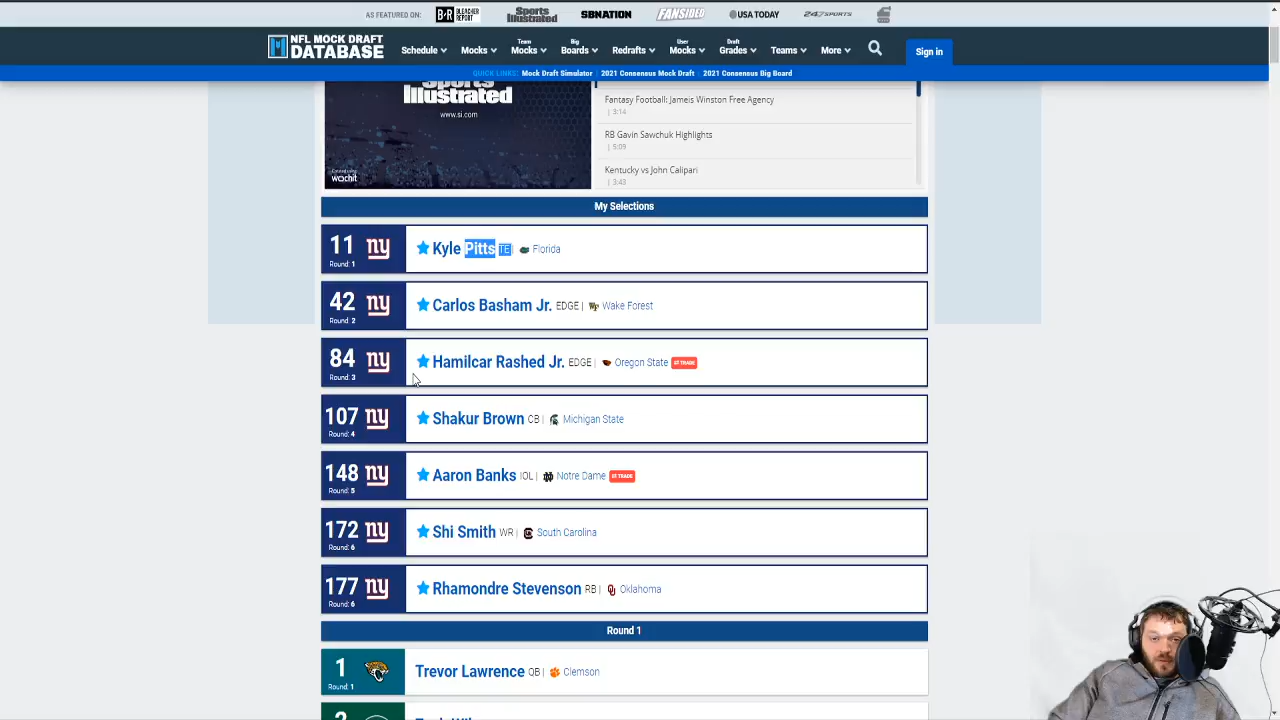 AS FEATURED ON: B/R BLEACHER REPORT Sports Illustrated SBNATION FANSIDED USA TODAY 247SPORTS
NFL MOCK DRAFT DATABASE
Schedule Mocks Team Mocks Big Boards Redrafts User Mocks Draft Grades Teams More Sign in
QUICK LINKS: Mock Draft Simulator | 2021 Consensus Mock Draft | 2021 Consensus Big Board
Sports Illustrated
www.si.com
wochit
Fantasy Football: Jameis Winston Free Agency
| 3:14
RB Gavin Sawchuk Highlights
| 5:09
Kentucky vs John Calipari
| 3:43
My Selections
11 Round: 1 ny Kyle Pitts TE | Florida
42 Round: 2 ny Carlos Basham Jr. EDGE | Wake Forest
84 Round: 3 ny Hamilcar Rashed Jr. EDGE | Oregon State TRADE
107 Round: 4 ny Shakur Brown CB | Michigan State
148 Round: 5 ny Aaron Banks IOL | Notre Dame TRADE
172 Round: 6 ny Shi Smith WR | South Carolina
177 Round: 6 ny Rhamondre Stevenson RB | Oklahoma
Round 1
1 Round: 1 Trevor Lawrence QB | Clemson
2